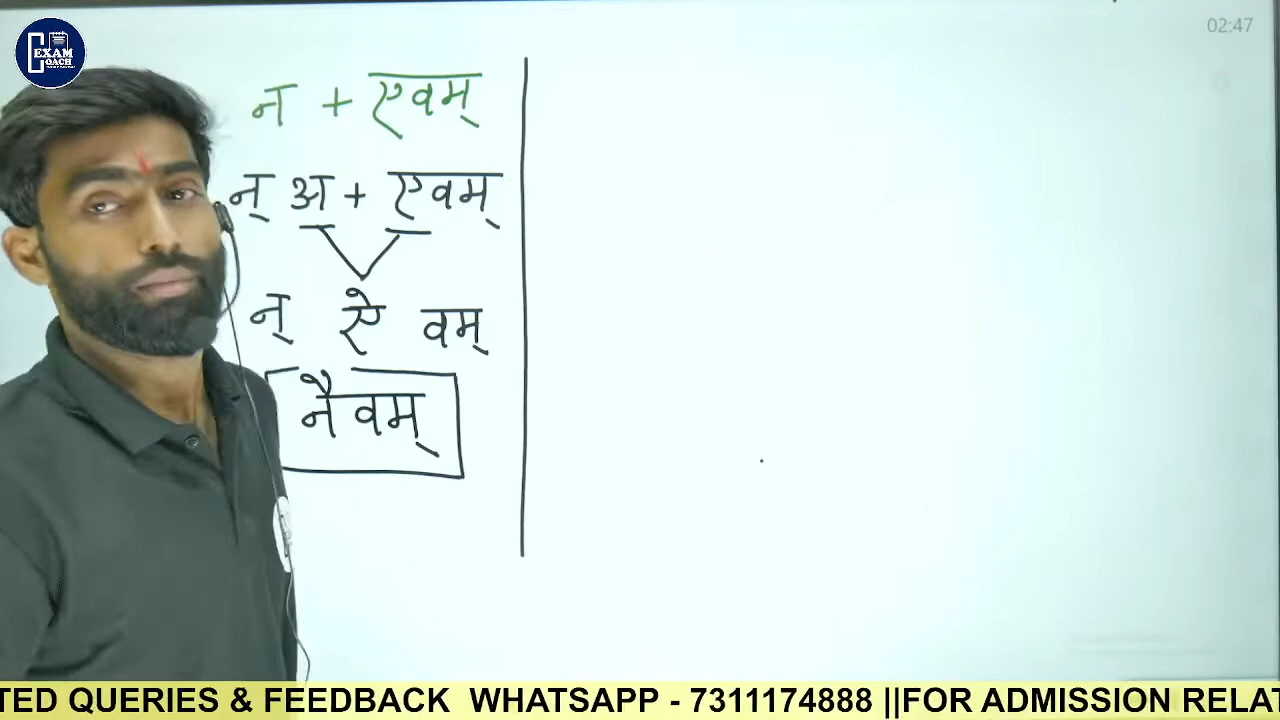 EXAM
COACH
02:47
न + एवम्
न् अ + एवम्
न् ऐ वम्
नैवम्
TED QUERIES & FEEDBACK WHATSAPP - 7311174888 ||FOR ADMISSION RELAT